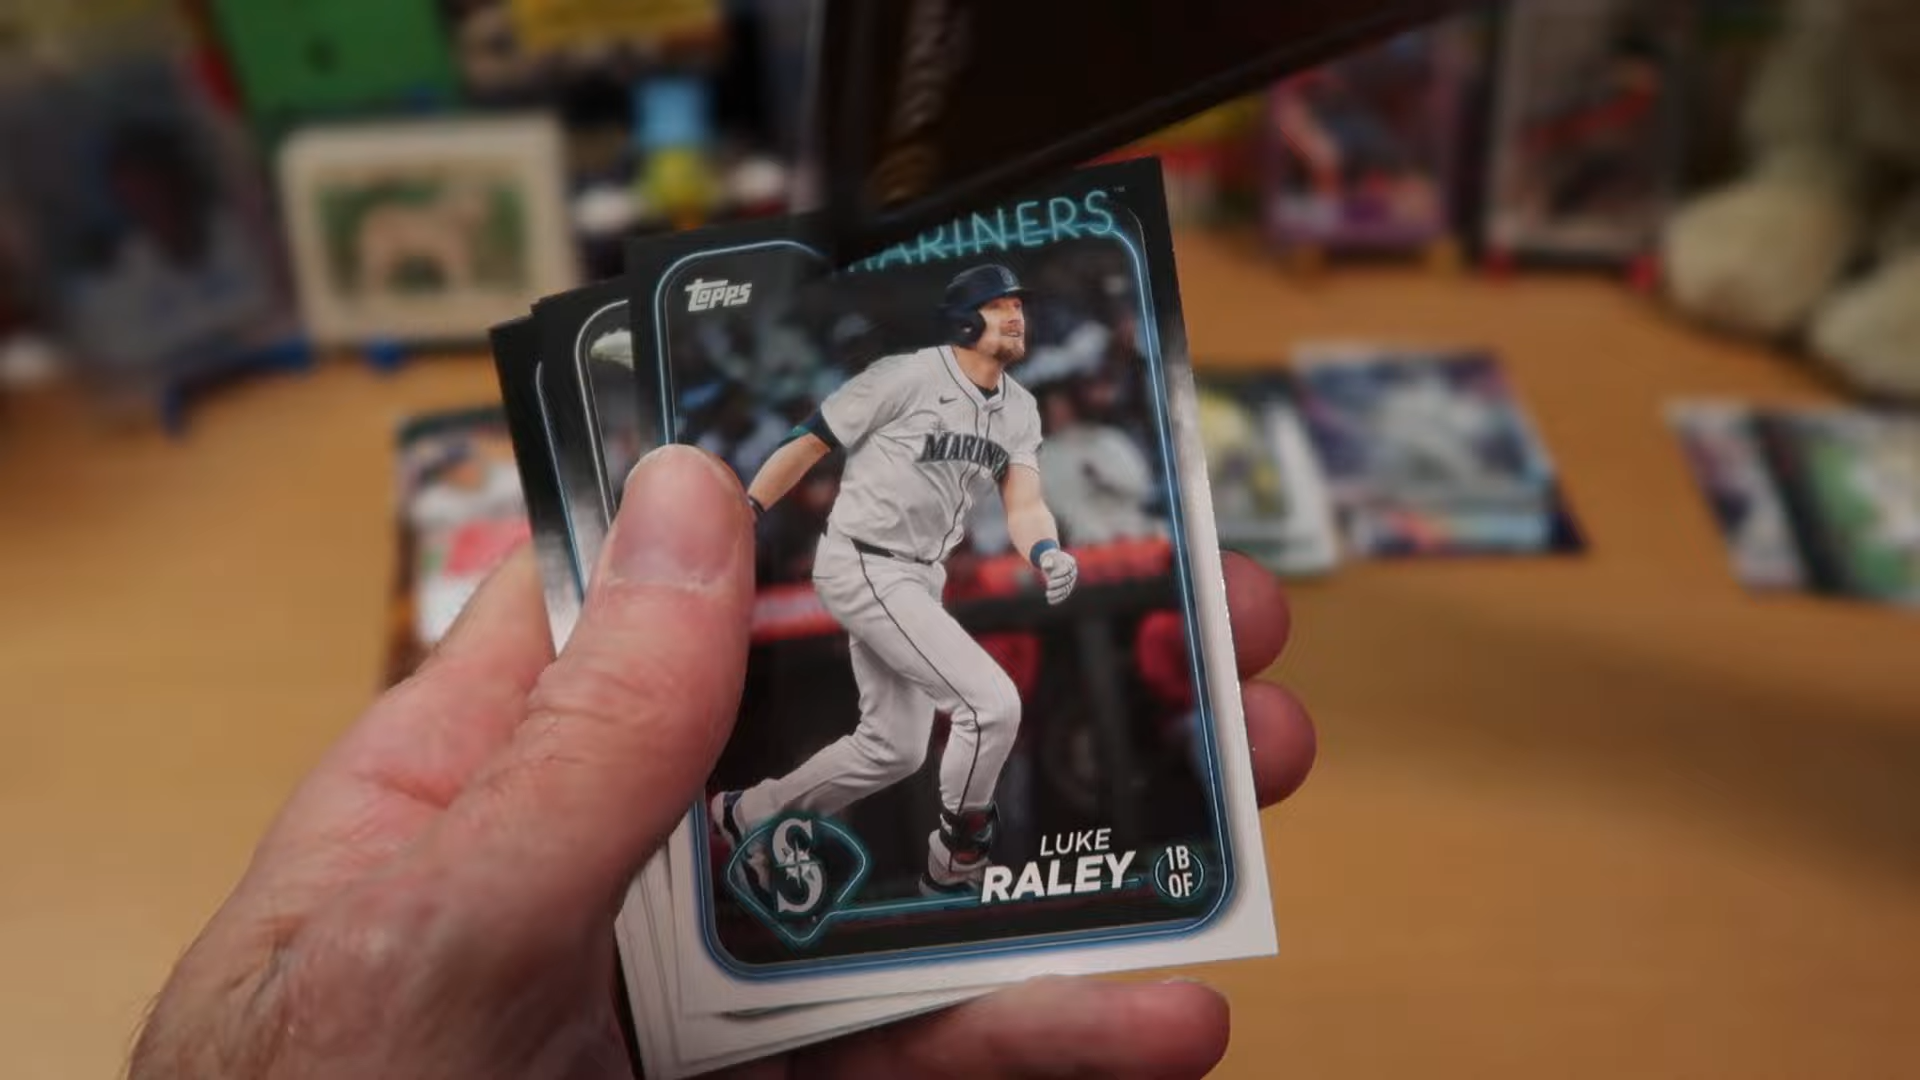 MARINERS
Topps
MARINERS
LUKE
RALEY
1B
OF
S